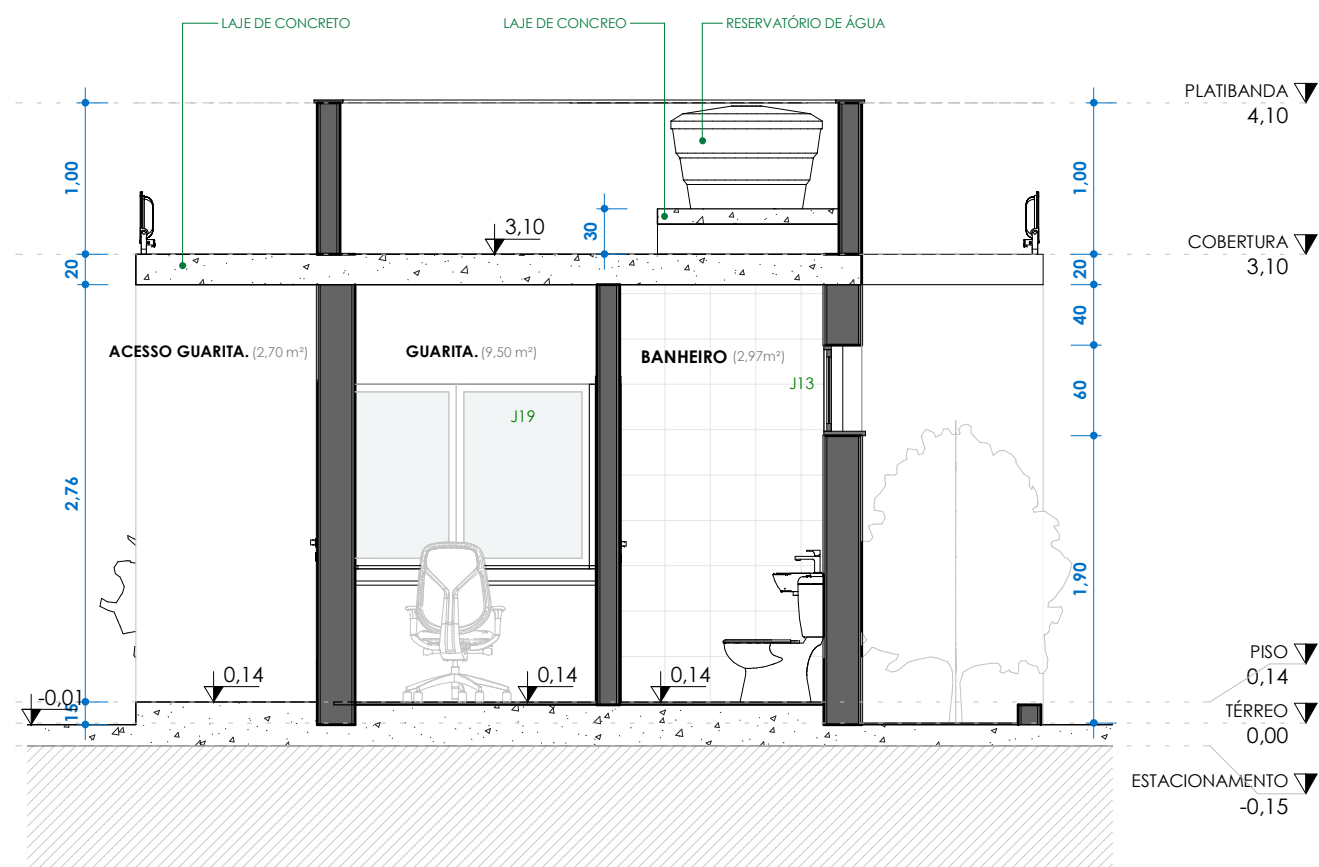 LAJE DE CONCRETO
LAJE DE CONCREO
RESERVATÓRIO DE ÁGUA
PLATIBANDA
4,10
1,00
1,00
30
3,10
COBERTURA
3,10
20
20
40
ACESSO GUARITA. (2,70 m²)
GUARITA. (9,50 m²)
BANHEIRO (2,97m²)
J13
60
J19
2,76
1,90
PISO
0,14
-0,01
0,14
0,14
0,14
15
TÉRREO
0,00
ESTACIONAMENTO
-0,15